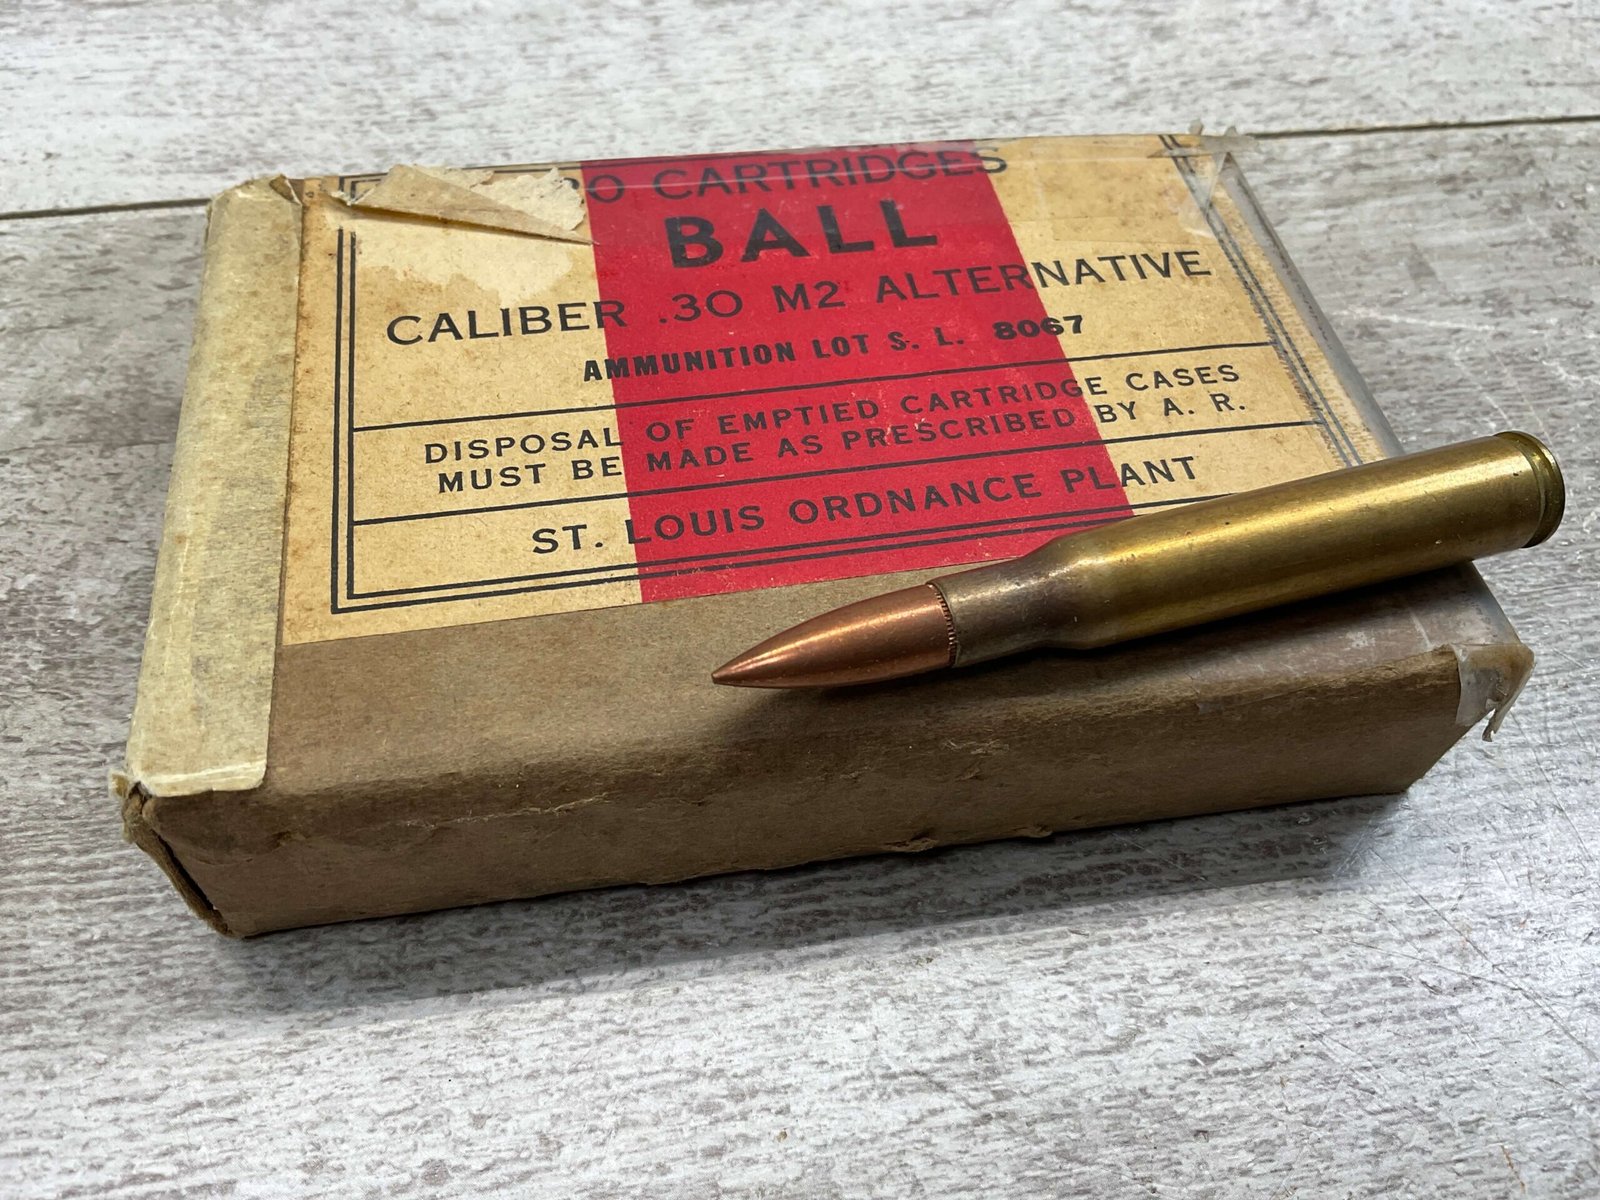 0 CARTRIDGES
BALL
CALIBER .30 M2 ALTERNATIVE
AMMUNITION LOT S. L. 8067
DISPOSAL OF EMPTIED CARTRIDGE CASES
MUST BE MADE AS PRESCRIBED BY A. R.
ST. LOUIS ORDNANCE PLANT